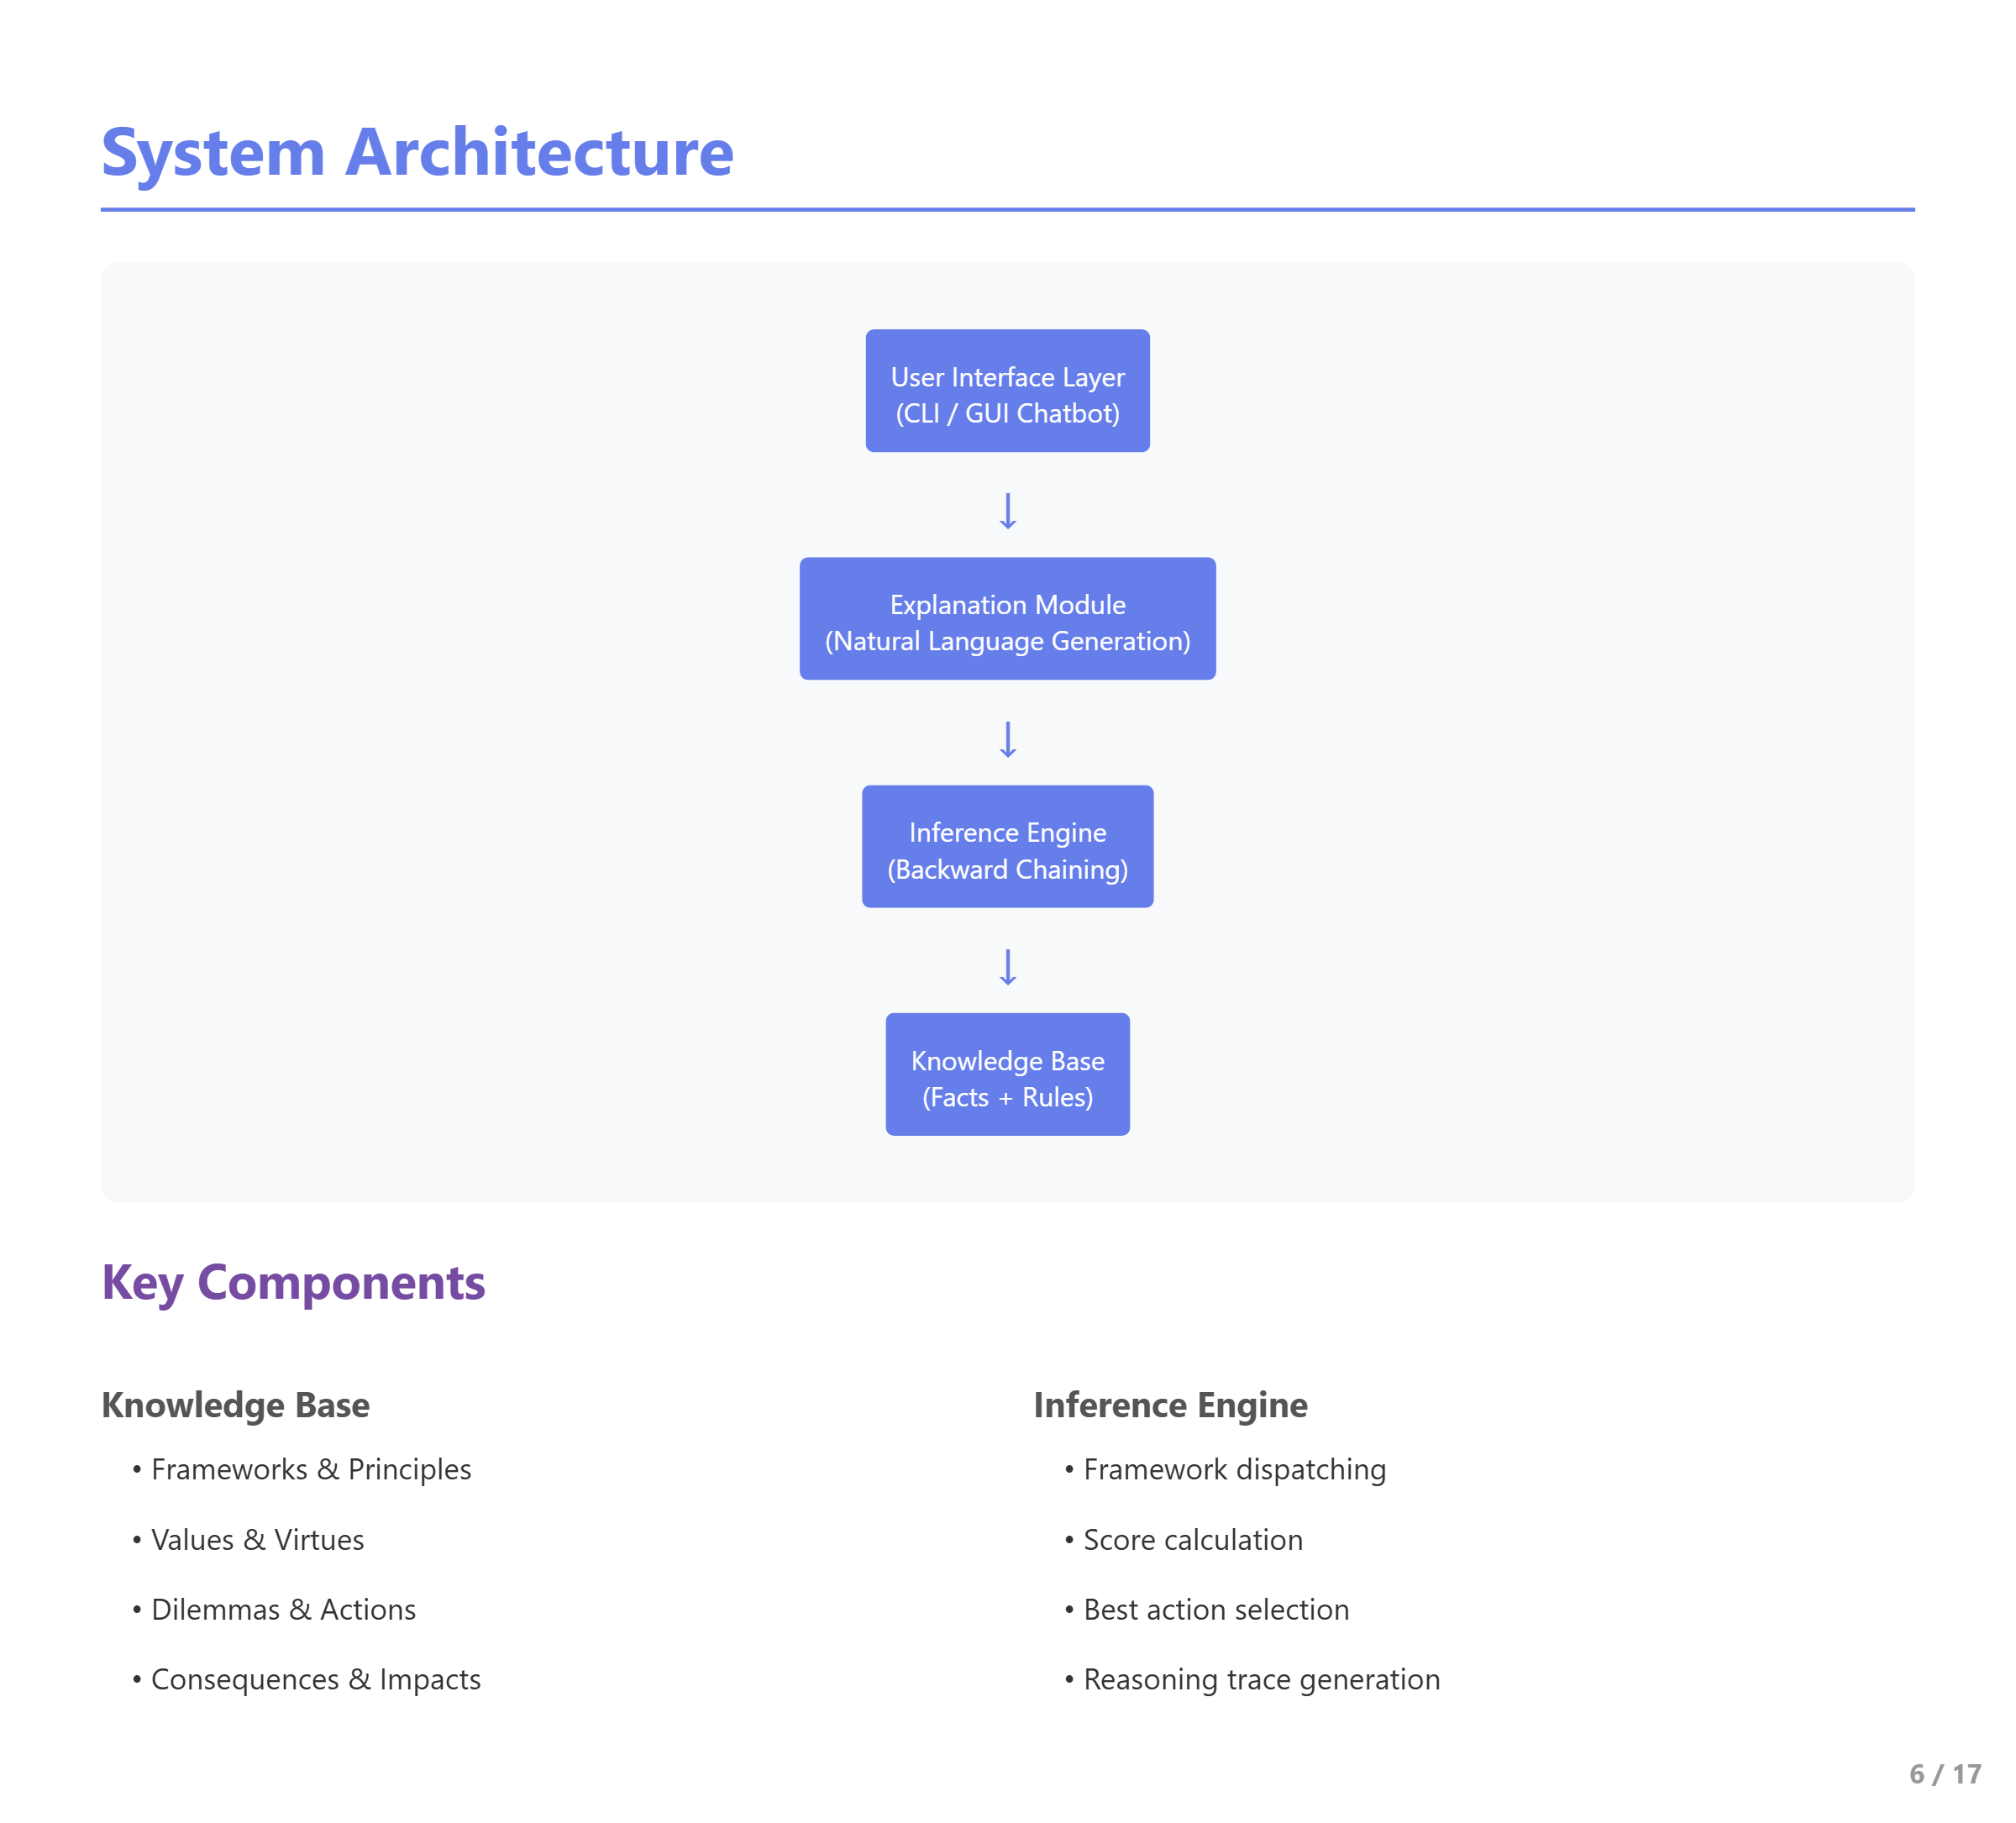 System Architecture
User Interface Layer
(CLI / GUI Chatbot)
↓
Explanation Module
(Natural Language Generation)
↓
Inference Engine
(Backward Chaining)
↓
Knowledge Base
(Facts + Rules)
Key Components
Knowledge Base
• Frameworks & Principles
• Values & Virtues
• Dilemmas & Actions
• Consequences & Impacts
Inference Engine
• Framework dispatching
• Score calculation
• Best action selection
• Reasoning trace generation
6 / 17